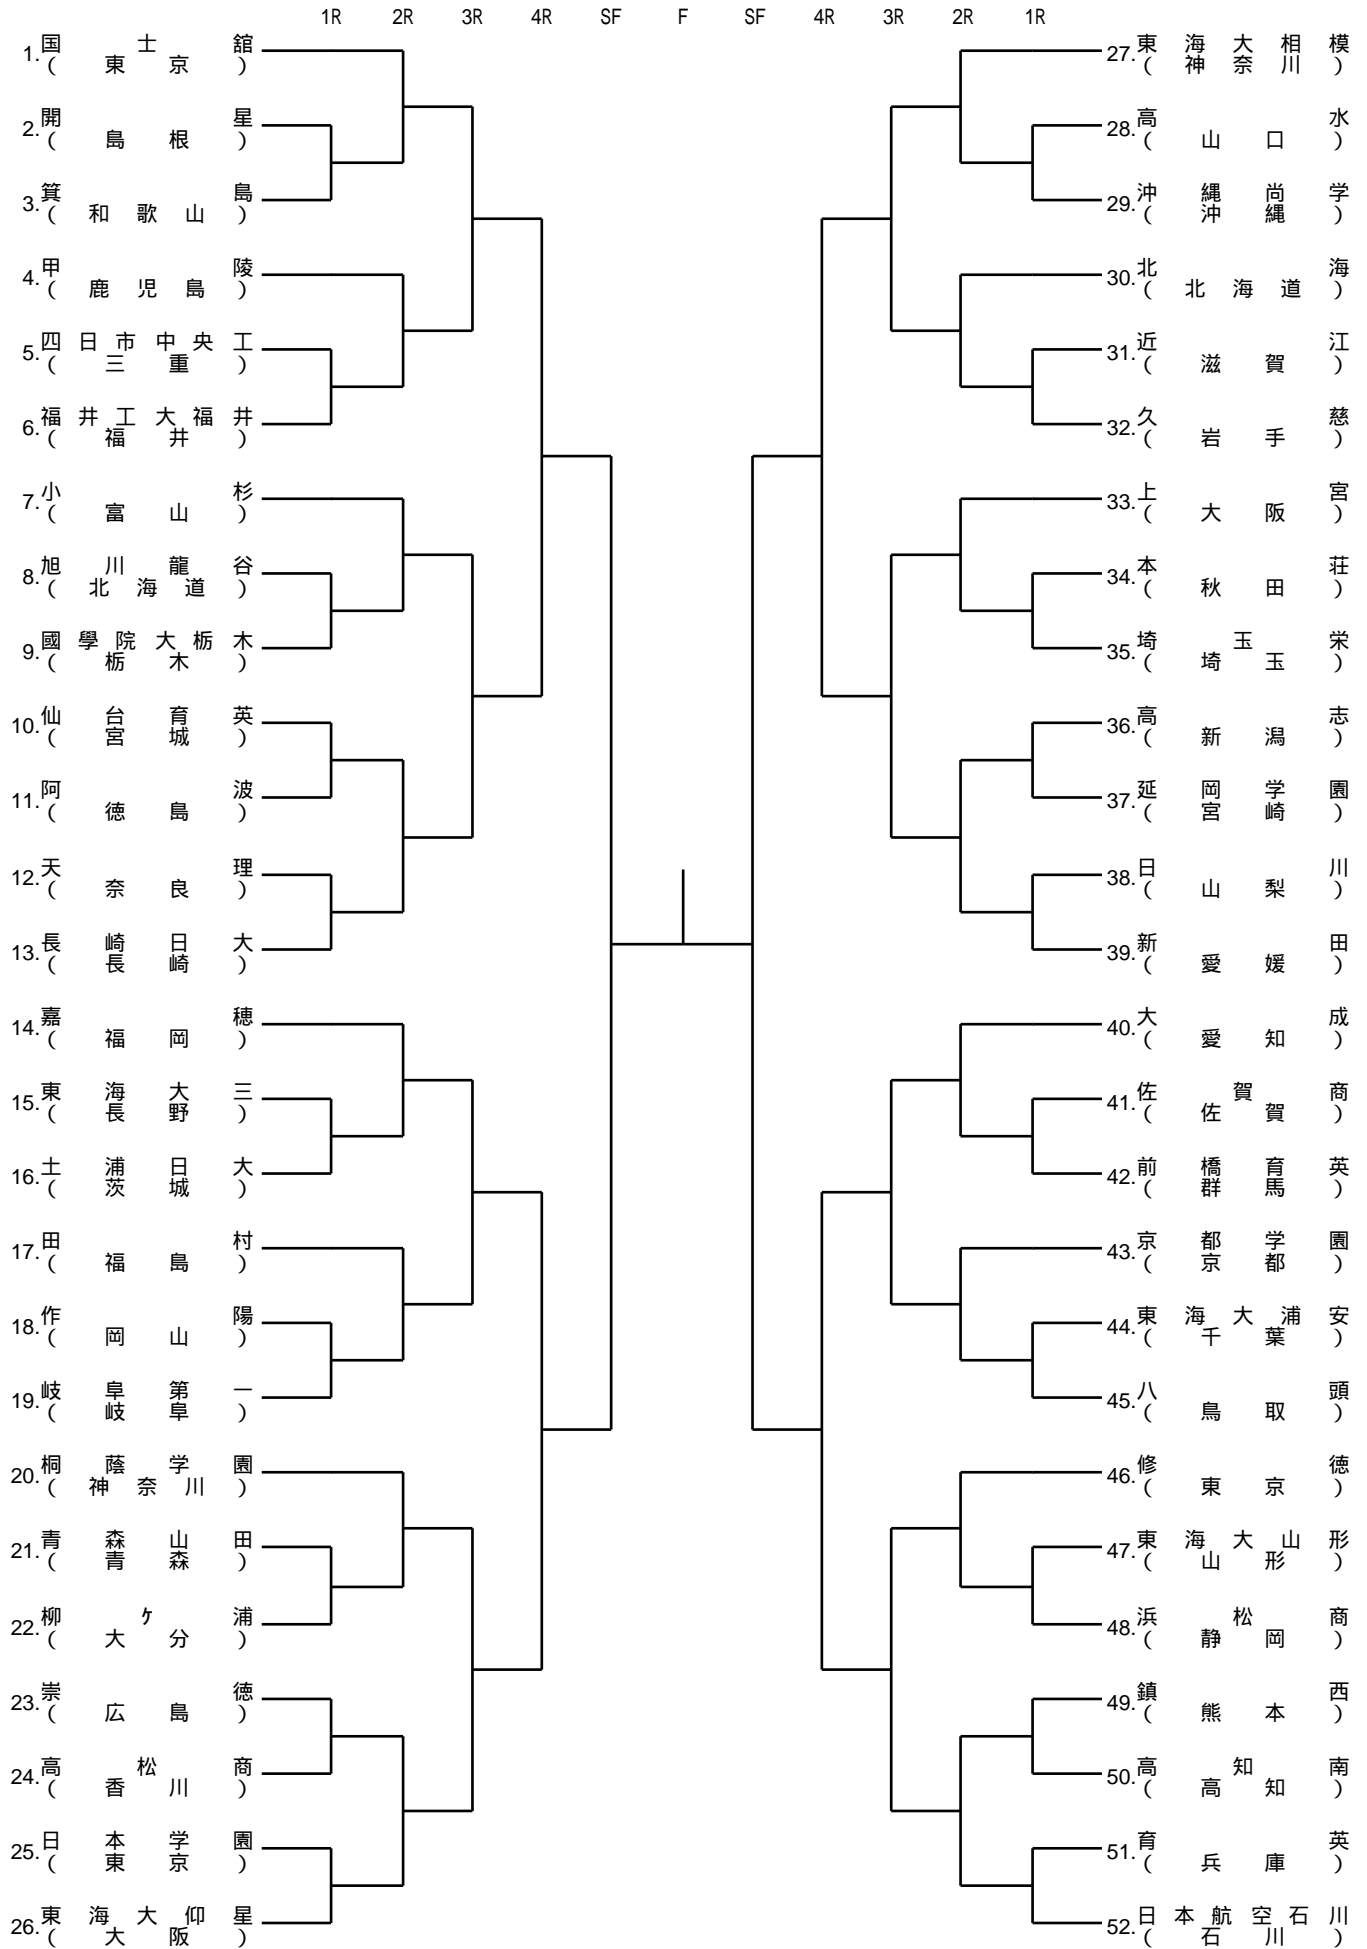 1R 2R 3R 4R SF F SF 4R 3R 2R 1R
1. 国士舘
(東京)
2. 開星
(島根)
3. 箕島
(和歌山)
4. 甲陵
(鹿児島)
5. 四日市中央工
(三重)
6. 福井工大福井
(福井)
7. 小杉
(富山)
8. 旭川龍谷
(北海道)
9. 國學院大栃木
(栃木)
10. 仙台育英
(宮城)
11. 阿波
(徳島)
12. 天理
(奈良)
13. 長崎日大
(長崎)
14. 嘉穂
(福岡)
15. 東海大三
(長野)
16. 土浦日大
(茨城)
17. 田村
(福島)
18. 作陽
(岡山)
19. 岐阜第一
(岐阜)
20. 桐蔭学園
(神奈川)
21. 青森山田
(青森)
22. 柳ケ浦
(大分)
23. 崇徳
(広島)
24. 高松商
(香川)
25. 日本学園
(東京)
26. 東海大仰星
(大阪)
27. 東海大相模
(神奈川)
28. 高水
(山口)
29. 沖縄尚学
(沖縄)
30. 北海
(北海道)
31. 近江
(滋賀)
32. 久慈
(岩手)
33. 上宮
(大阪)
34. 本荘
(秋田)
35. 埼玉栄
(埼玉)
36. 高志
(新潟)
37. 延岡学園
(宮崎)
38. 日川
(山梨)
39. 新田
(愛媛)
40. 大成
(愛知)
41. 佐賀商
(佐賀)
42. 前橋育英
(群馬)
43. 京都学園
(京都)
44. 東海大浦安
(千葉)
45. 八頭
(鳥取)
46. 修徳
(東京)
47. 東海大山形
(山形)
48. 浜松商
(静岡)
49. 鎮西
(熊本)
50. 高知南
(高知)
51. 育英
(兵庫)
52. 日本航空石川
(石川)